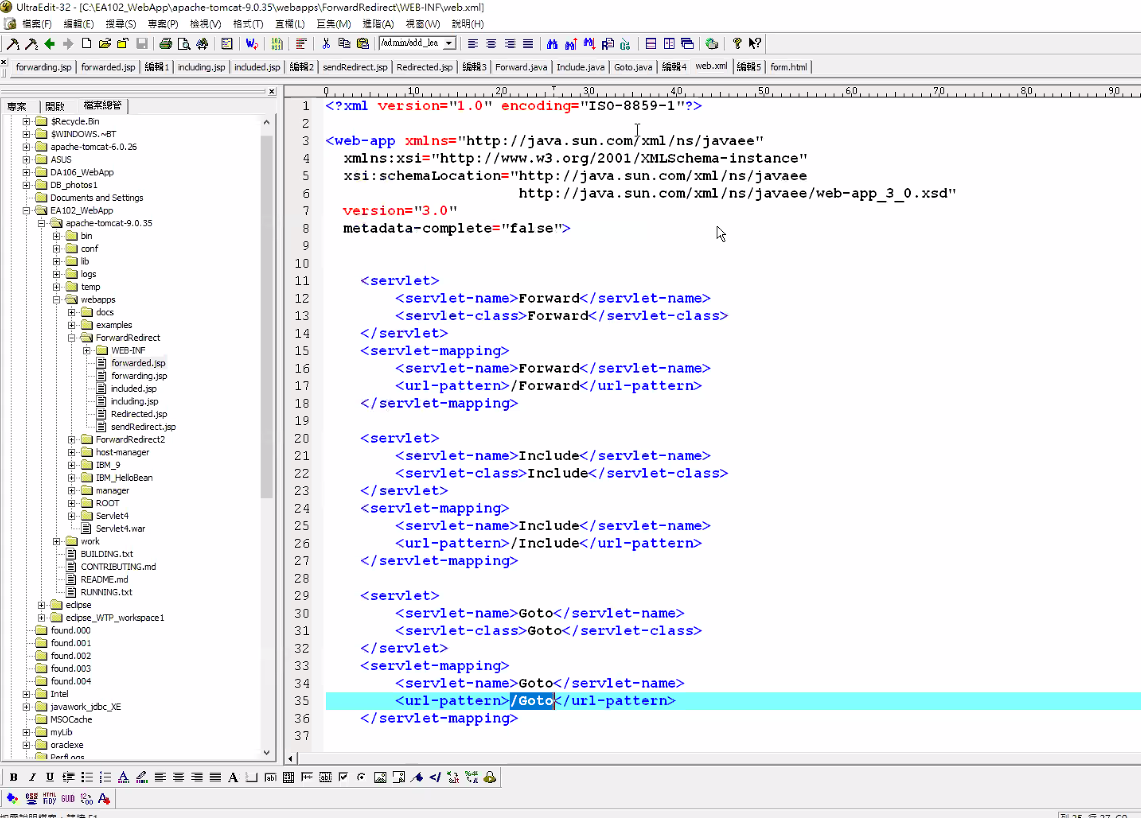 UltraEdit-32 - [C:\EA102_WebApp\apache-tomcat-9.0.35\webapps\ForwardRedirect\WEB-INF\web.xml]
檔案(F) 編輯(E) 搜尋(S) 專案(P) 檢視(V) 格式(T) 直欄(L) 巨集(M) 進階(A) 視窗(W) 說明(H)
/admin/add_lea
forwarding.jsp forwarded.jsp 編輯1 including.jsp included.jsp 編輯2 sendRedirect.jsp Redirected.jsp 編輯3 Forward.java Include.java Goto.java 編輯4 web.xml 編輯5 form.html
專案 開啟 檔案總管
0 10 20 30 40 50 60 70 80 90
$Recycle.Bin
$WINDOWS.~BT
apache-tomcat-6.0.26
ASUS
DA106_WebApp
DB_photos1
Documents and Settings
EA102_WebApp
apache-tomcat-9.0.35
bin
conf
lib
logs
temp
webapps
docs
examples
ForwardRedirect
WEB-INF
forwarded.jsp
forwarding.jsp
included.jsp
including.jsp
Redirected.jsp
sendRedirect.jsp
ForwardRedirect2
host-manager
IBM_9
IBM_HelloBean
manager
ROOT
Servlet4
Servlet4.war
work
BUILDING.txt
CONTRIBUTING.md
README.md
RUNNING.txt
eclipse
eclipse_WTP_workspace1
found.000
found.001
found.002
found.003
found.004
Intel
javawork_jdbc_XE
MSOCache
myLib
oraclexe
PerfLogs
1 <?xml version="1.0" encoding="ISO-8859-1"?>
2
3 <web-app xmlns="http://java.sun.com/xml/ns/javaee"
4 xmlns:xsi="http://www.w3.org/2001/XMLSchema-instance"
5 xsi:schemaLocation="http://java.sun.com/xml/ns/javaee
6 http://java.sun.com/xml/ns/javaee/web-app_3_0.xsd"
7 version="3.0"
8 metadata-complete="false">
9
10
11 <servlet>
12 <servlet-name>Forward</servlet-name>
13 <servlet-class>Forward</servlet-class>
14 </servlet>
15 <servlet-mapping>
16 <servlet-name>Forward</servlet-name>
17 <url-pattern>/Forward</url-pattern>
18 </servlet-mapping>
19
20 <servlet>
21 <servlet-name>Include</servlet-name>
22 <servlet-class>Include</servlet-class>
23 </servlet>
24 <servlet-mapping>
25 <servlet-name>Include</servlet-name>
26 <url-pattern>/Include</url-pattern>
27 </servlet-mapping>
28
29 <servlet>
30 <servlet-name>Goto</servlet-name>
31 <servlet-class>Goto</servlet-class>
32 </servlet>
33 <servlet-mapping>
34 <servlet-name>Goto</servlet-name>
35 <url-pattern>/Goto</url-pattern>
36 </servlet-mapping>
37